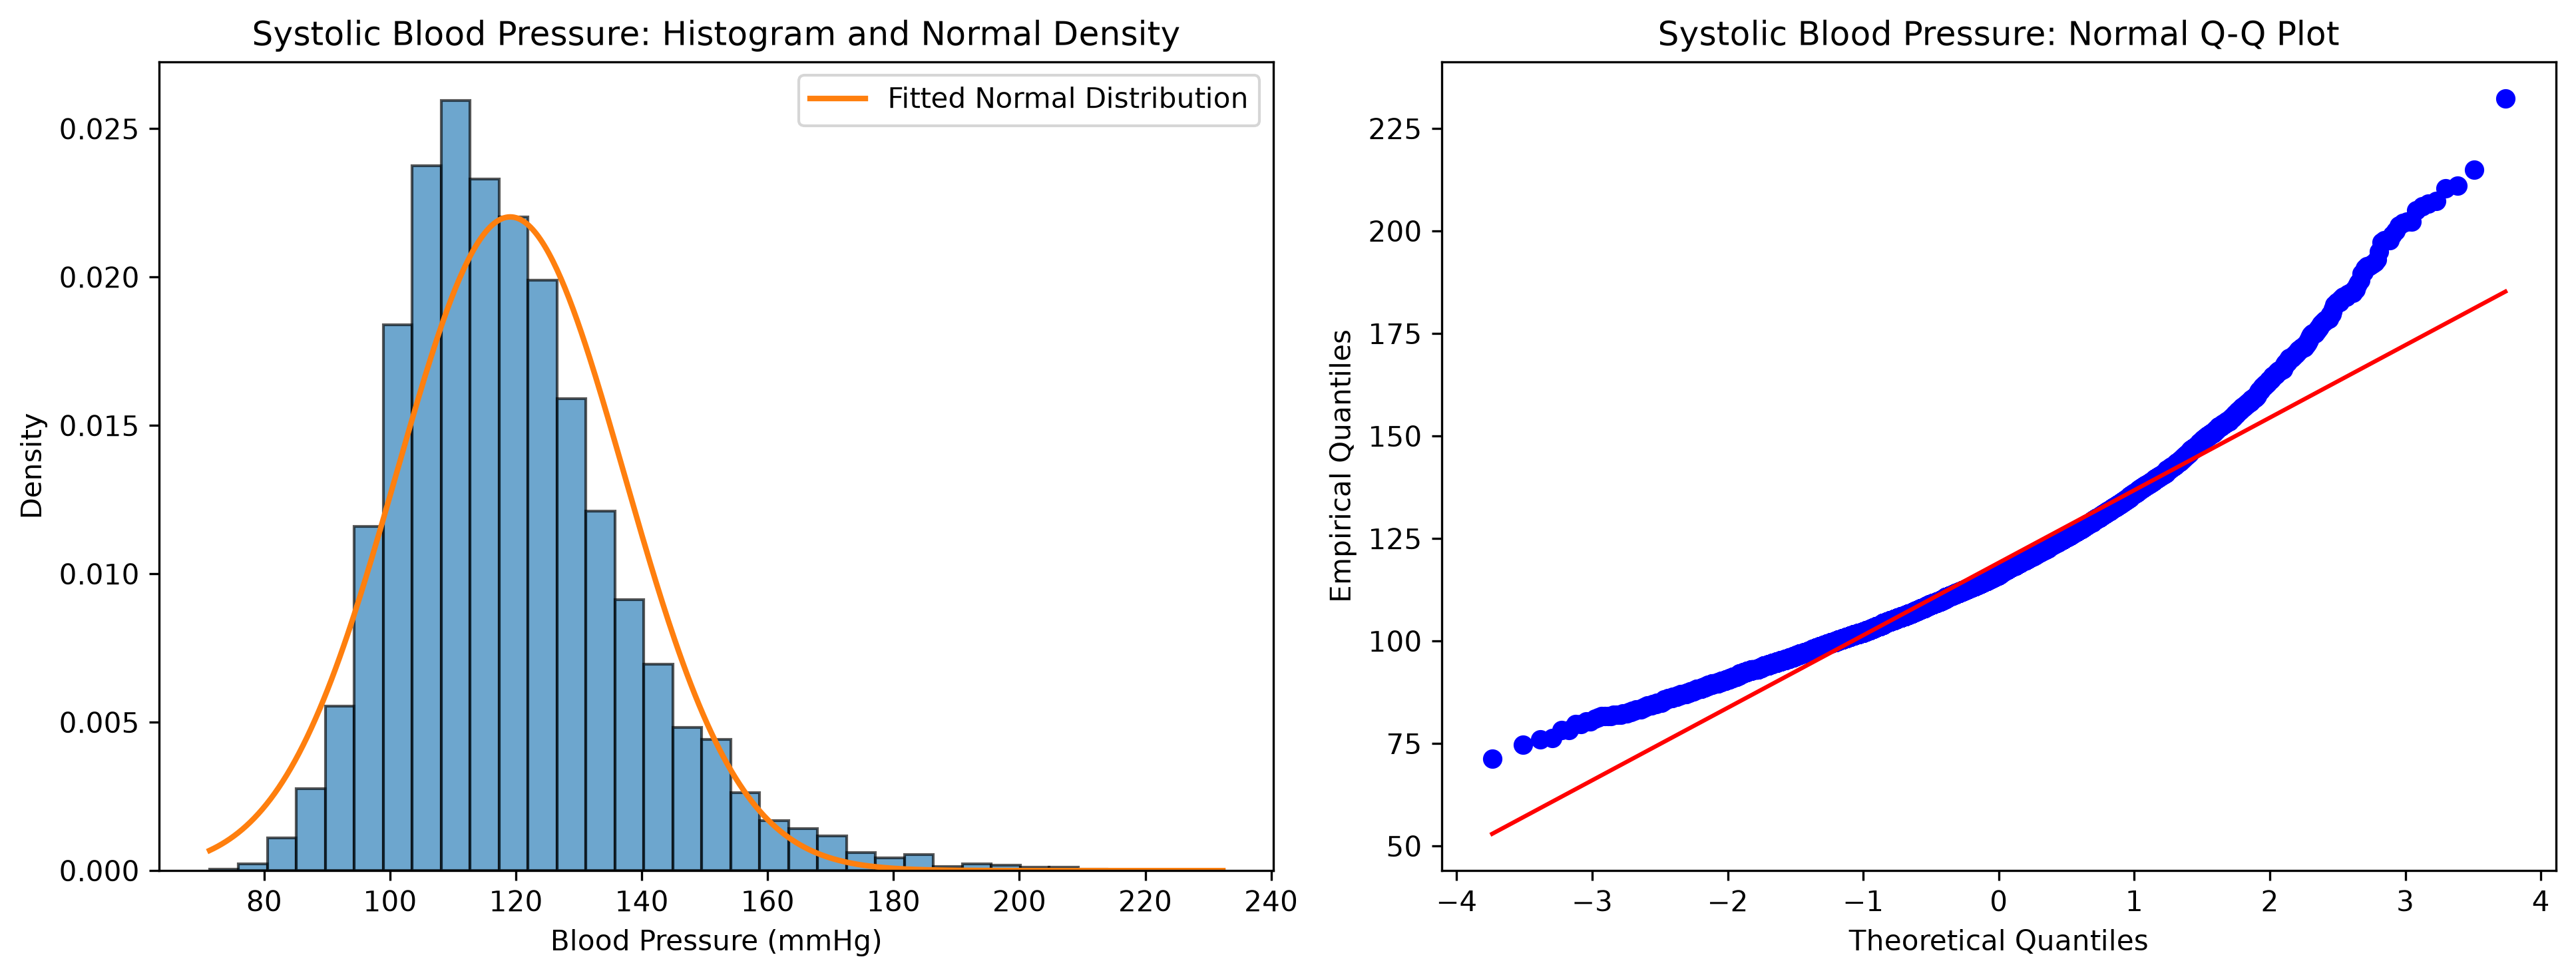 Systolic Blood Pressure: Histogram and Normal Density
Fitted Normal Distribution
0.025
0.020
0.015
0.010
0.005
0.000
Density
80 100 120 140 160 180 200 220 240
Blood Pressure (mmHg)
Systolic Blood Pressure: Normal Q-Q Plot
225
200
175
150
125
100
75
50
Empirical Quantiles
−4 −3 −2 −1 0 1 2 3 4
Theoretical Quantiles